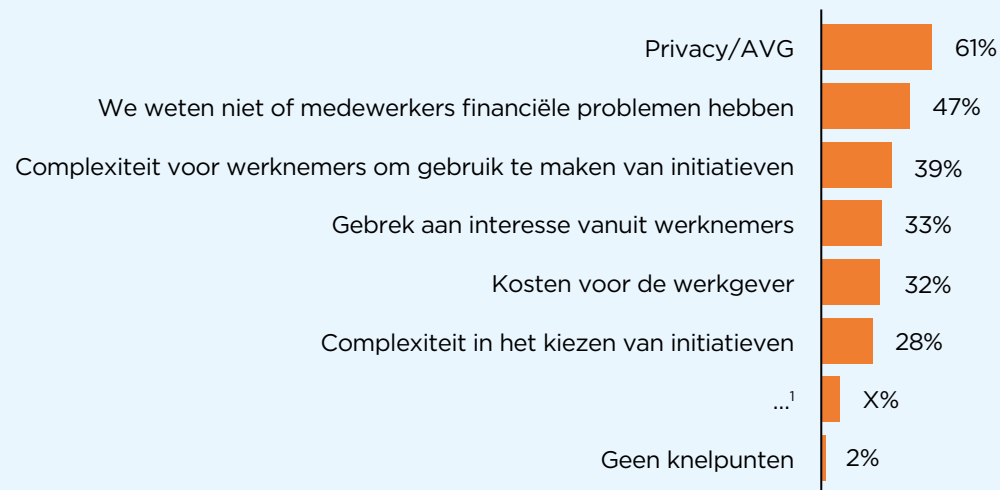 Privacy/AVG 61%
We weten niet of medewerkers financiële problemen hebben 47%
Complexiteit voor werknemers om gebruik te maken van initiatieven 39%
Gebrek aan interesse vanuit werknemers 33%
Kosten voor de werkgever 32%
Complexiteit in het kiezen van initiatieven 28%
...¹ X%
Geen knelpunten 2%